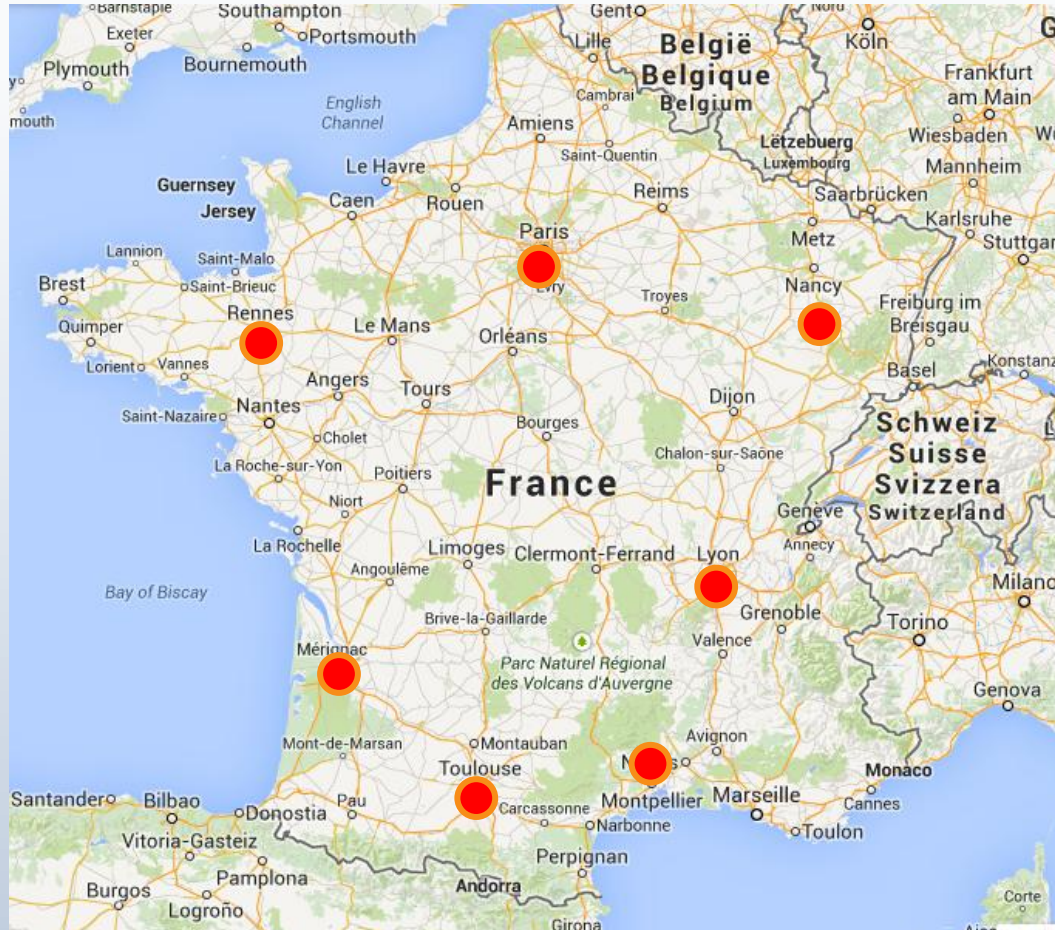 Barnstaple
Southampton
Gent
Nord
Exeter
Portsmouth
Lille
België
Köln
Plymouth
Bournemouth
Belgique
Frankfurt
am Main
Cambrai
Belgium
English
Channel
mouth
Amiens
Wiesbaden
Saint-Quentin
Lëtzebuerg
Luxembourg
Mannheim
Le Havre
Guernsey
Rouen
Reims
Saarbrücken
Jersey
Caen
Karlsruhe
Paris
Metz
Stuttgar
Lannion
Saint-Malo
Brest
Saint-Brieuc
Evry
Troyes
Nancy
Freiburg im
Breisgau
Rennes
Quimper
Le Mans
Orléans
Lorient
Vannes
Konstanz
Basel
Angers
Tours
Dijon
Saint-Nazaire
Nantes
Bourges
Schweiz
Suisse
Svizzera
Switzerland
Cholet
Chalon-sur-Saône
La Roche-sur-Yon
Poitiers
France
Niort
Genève
La Rochelle
Limoges
Clermont-Ferrand
Lyon
Annecy
Angoulême
Bay of Biscay
Milano
Brive-la-Gaillarde
Grenoble
Torino
Mérignac
Valence
Parc Naturel Régional
des Volcans d'Auvergne
Genova
Mont-de-Marsan
Montauban
Avignon
Toulouse
Monaco
Santander
Bilbao
Donostia
Pau
Carcassonne
Montpellier
Marseille
Cannes
Narbonne
Toulon
Vitoria-Gasteiz
Perpignan
Pamplona
Andorra
Burgos
Logroño
Corte
Girona